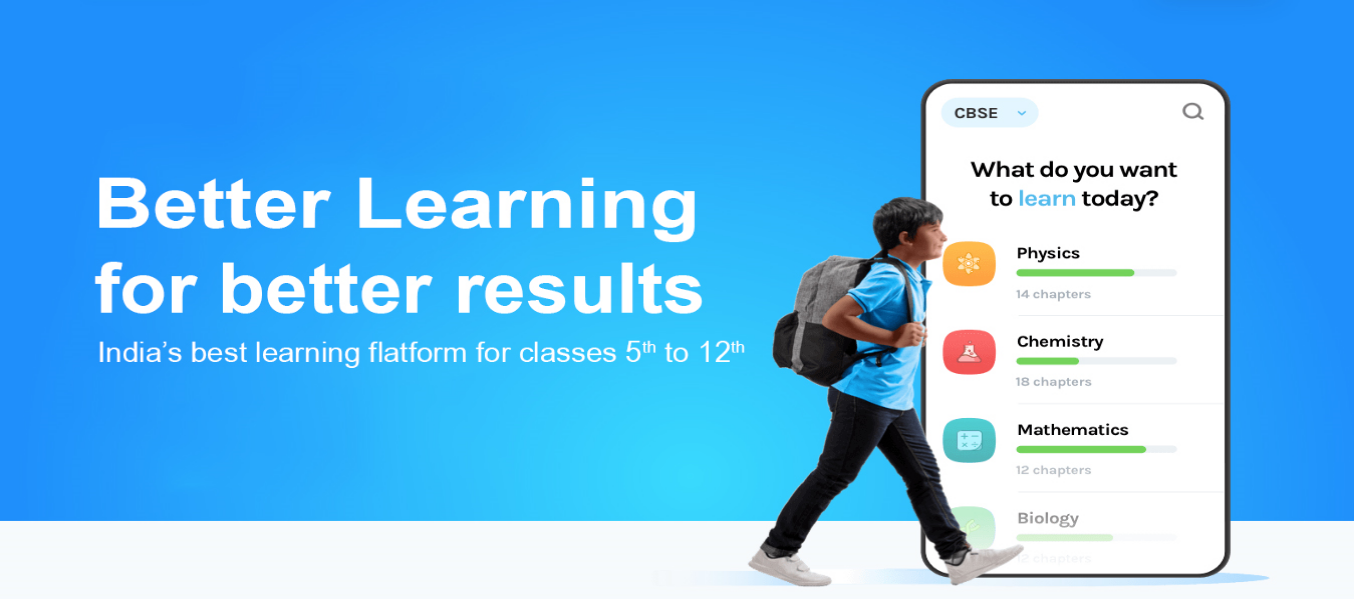 Better Learning
for better results
India's best learning flatform for classes 5th to 12th
CBSE
What do you want
to learn today?
Physics
14 chapters
Chemistry
18 chapters
Mathematics
12 chapters
Biology
chapters